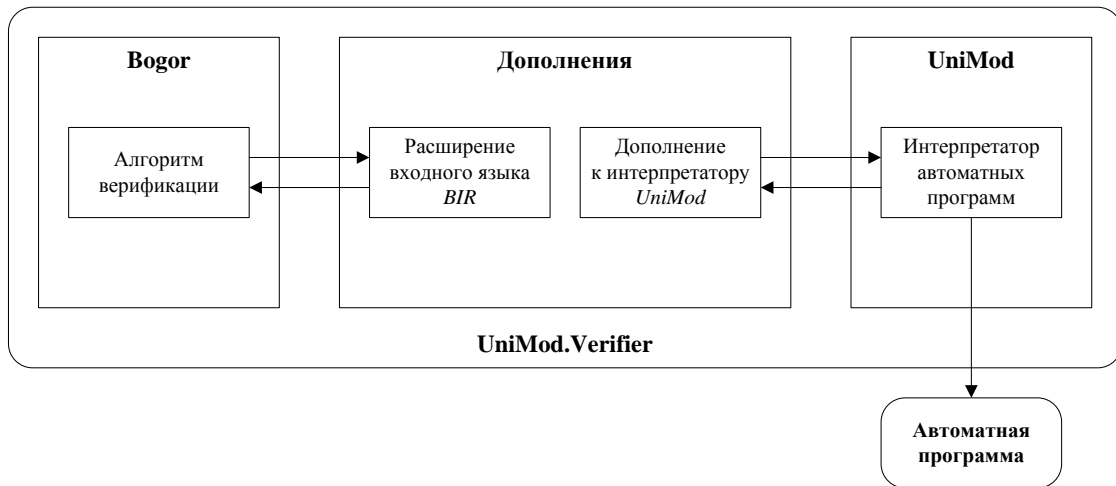 Bogor
Дополнения
UniMod
Алгоритм
верификации
Расширение
входного языка
BIR
Дополнение
к интерпретатору
UniMod
Интерпретатор
автоматных
программ
UniMod.Verifier
Автоматная
программа